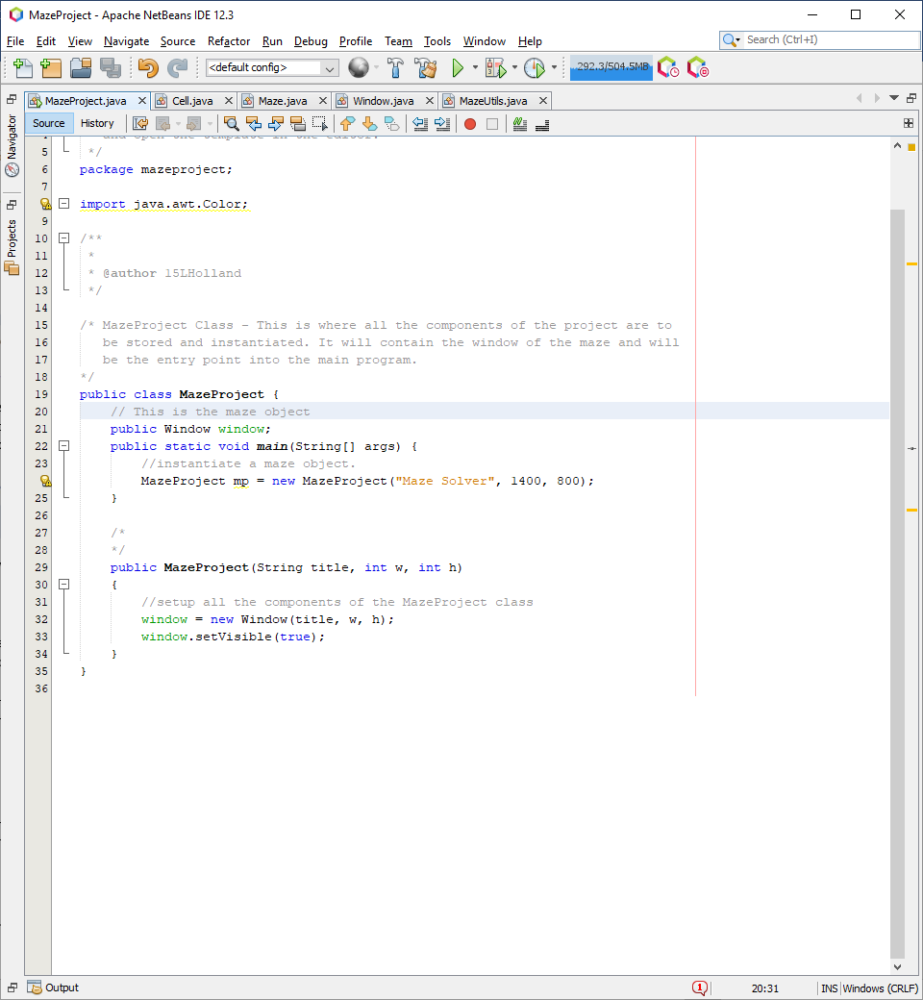 MazeProject - Apache NetBeans IDE 12.3
File Edit View Navigate Source Refactor Run Debug Profile Team Tools Window Help
Search (Ctrl+I)
<default config>
292.3/504.5MB
MazeProject.java Cell.java Maze.java Window.java MazeUtils.java
Source History
Navigator
Projects
4 and open the template in the editor.
5 */
6 package mazeproject;
7
import java.awt.Color;
9
10 /**
11 *
12 * @author 15LHolland
13 */
14
15 /* MazeProject Class - This is where all the components of the project are to
16 be stored and instantiated. It will contain the window of the maze and will
17 be the entry point into the main program.
18 */
19 public class MazeProject {
20 // This is the maze object
21 public Window window;
22 public static void main(String[] args) {
23 //instantiate a maze object.
MazeProject mp = new MazeProject("Maze Solver", 1400, 800);
25 }
26
27 /*
28 */
29 public MazeProject(String title, int w, int h)
30 {
31 //setup all the components of the MazeProject class
32 window = new Window(title, w, h);
33 window.setVisible(true);
34 }
35 }
36
Output
1
20:31
INS
Windows (CRLF)